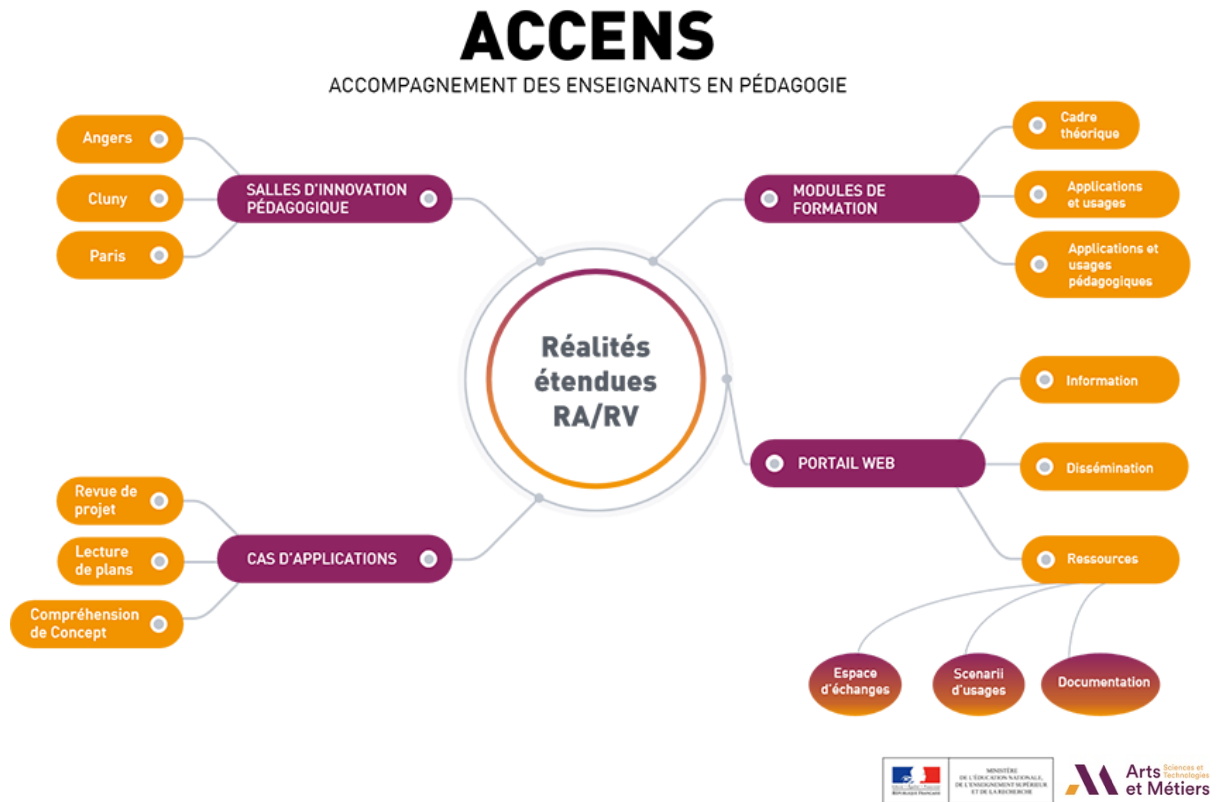 ACCENS
ACCOMPAGNEMENT DES ENSEIGNANTS EN PÉDAGOGIE
Angers
Cluny
Paris
SALLES D'INNOVATION
PÉDAGOGIQUE
MODULES DE
FORMATION
Cadre
théorique
Applications
et usages
Applications et
usages
pédagogiques
Réalités
étendues
RA/RV
Information
PORTAIL WEB
Dissémination
Ressources
Revue de
projet
Lecture
de plans
Compréhension
de Concept
CAS D'APPLICATIONS
Espace
d'échanges
Scenarii
d'usages
Documentation
RÉPUBLIQUE FRANÇAISE
MINISTÈRE
DE L'ÉDUCATION NATIONALE,
DE L'ENSEIGNEMENT SUPÉRIEUR
ET DE LA RECHERCHE
Arts
et Métiers
Sciences et
Technologies